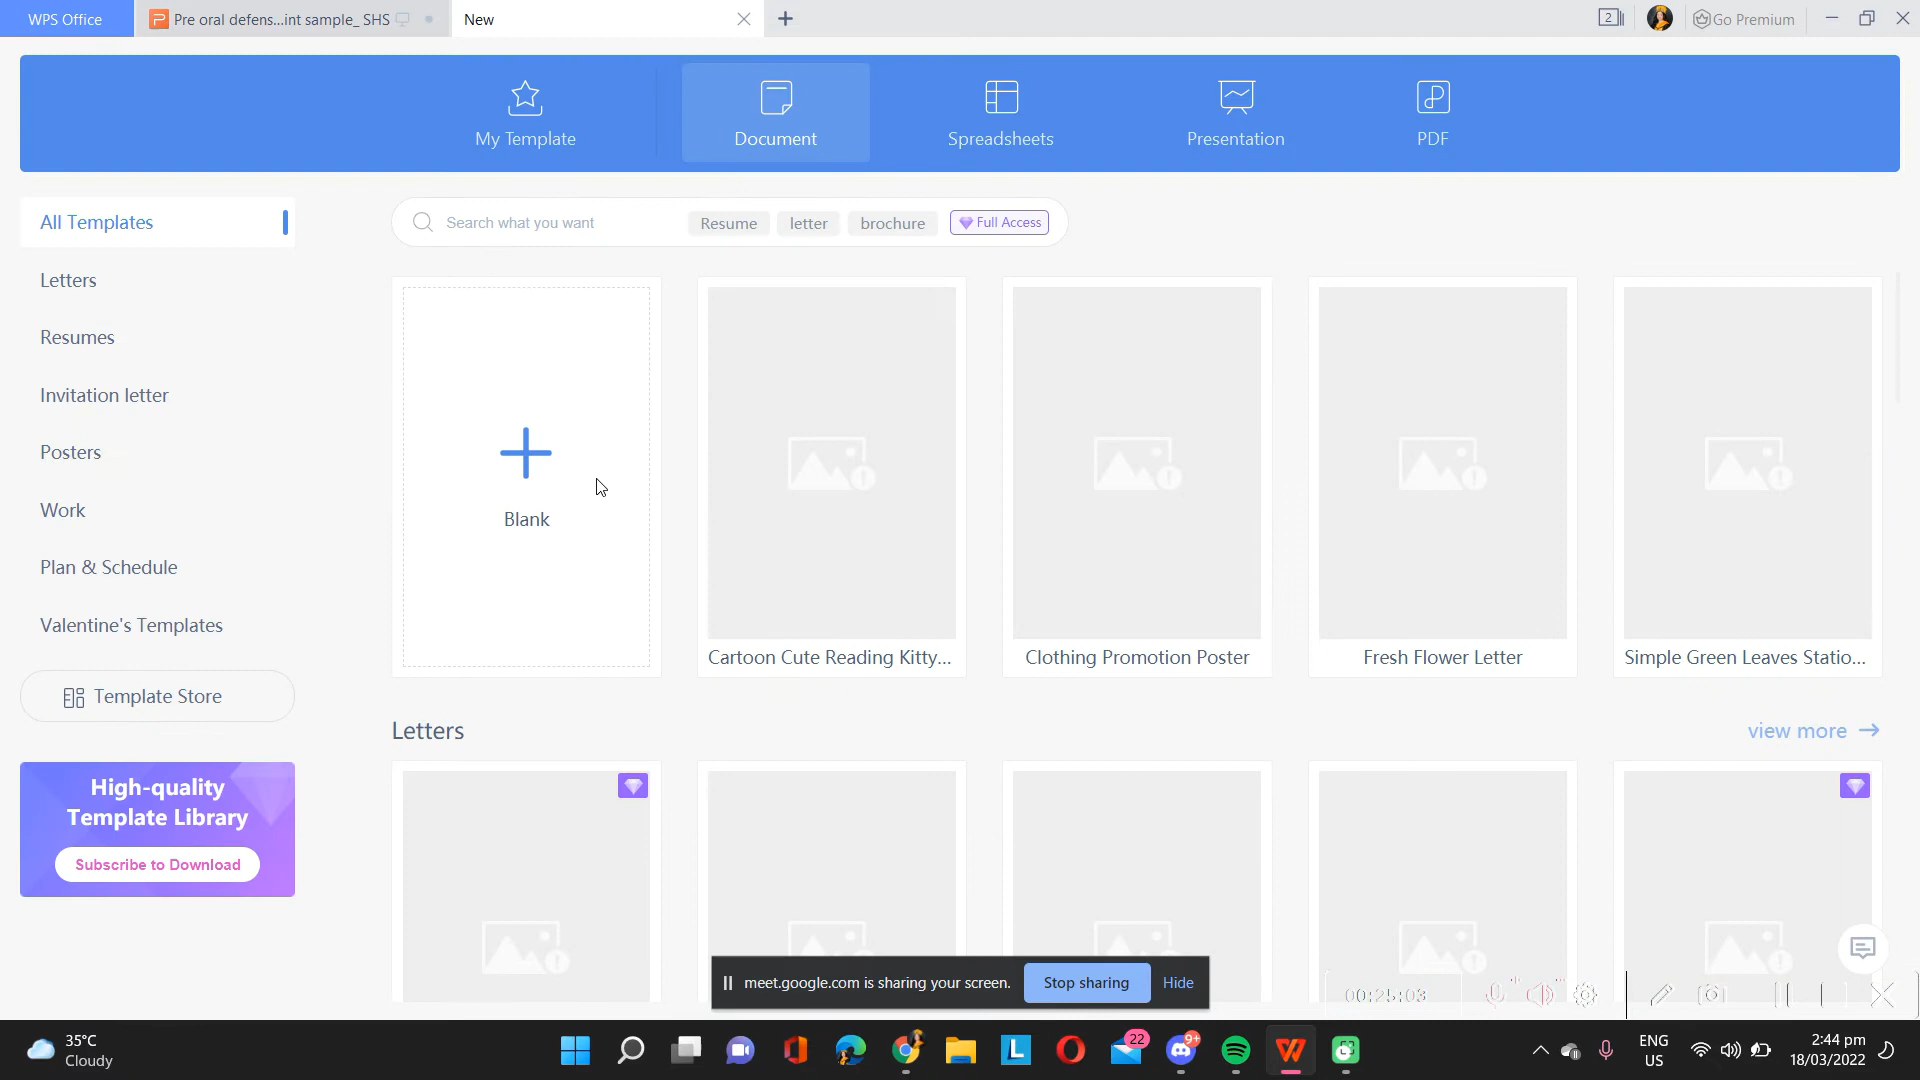 WPS Office
Pre oral defens...int sample_ SHS
New
2
Go Premium
My Template
Document
Spreadsheets
Presentation
PDF
All Templates
Letters
Resumes
Invitation letter
Posters
Work
Plan & Schedule
Valentine's Templates
Template Store
High-quality
Template Library
Subscribe to Download
Search what you want
Resume
letter
brochure
Full Access
Blank
Cartoon Cute Reading Kitty...
Clothing Promotion Poster
Fresh Flower Letter
Simple Green Leaves Statio...
Letters
view more
meet.google.com is sharing your screen.
Stop sharing
Hide
00:25:03
35°C
Cloudy
22
9+
ENG
US
2:44 pm
18/03/2022